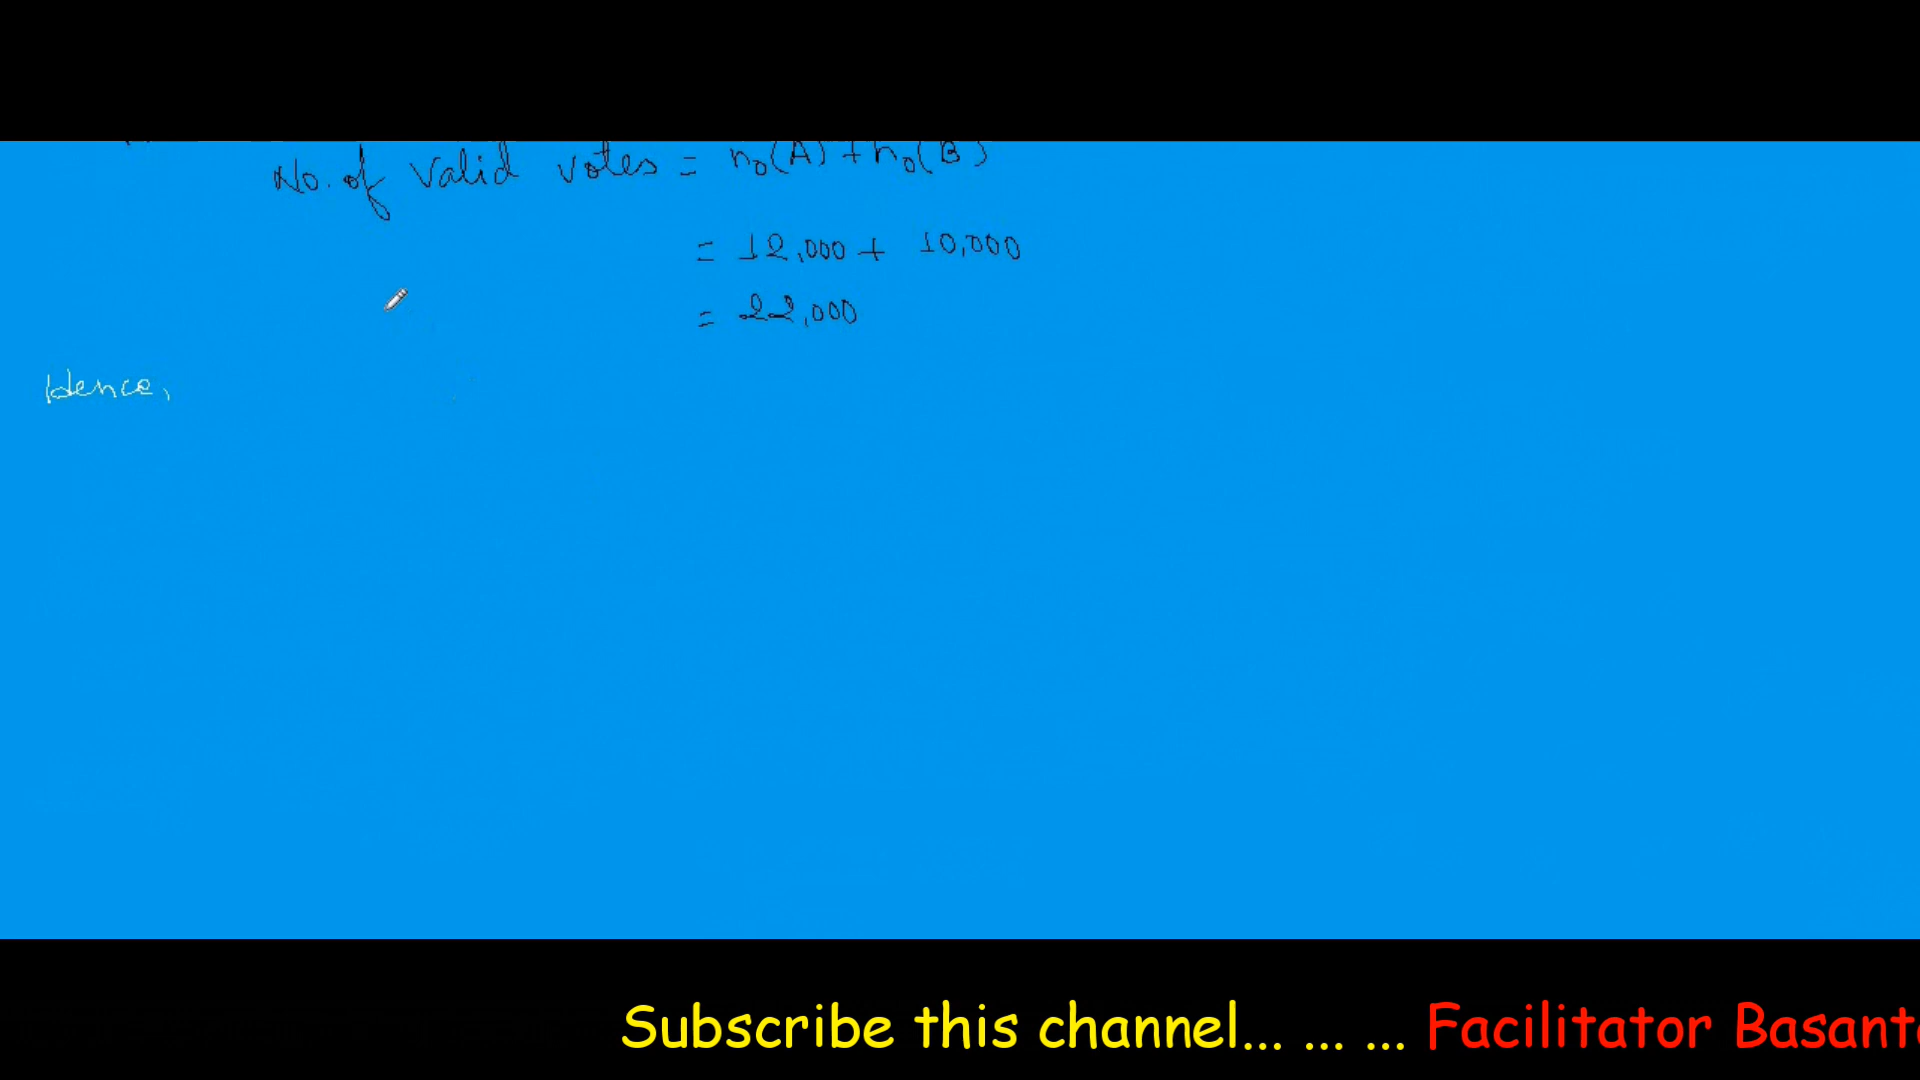 No. of valid votes = n₀(A) + n₀(B)
= 12,000 + 10,000
= 22,000
Hence,
Subscribe this channel... ... ... Facilitator Basant